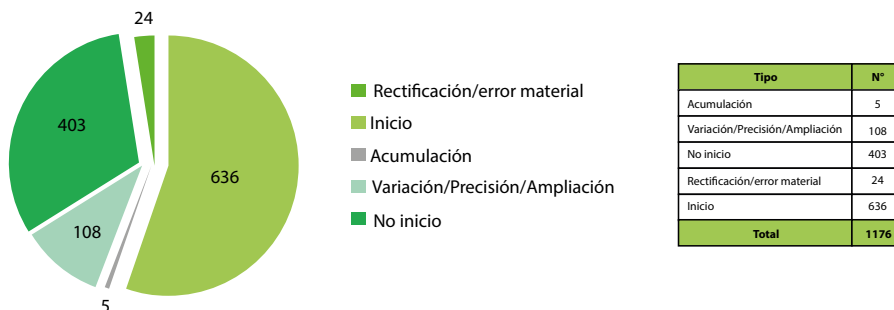 24
403
636
108
5
Rectificación/error material
Inicio
Acumulación
Variación/Precisión/Ampliación
No inicio
Tipo N°
Acumulación 5
Variación/Precisión/Ampliación 108
No inicio 403
Rectificación/error material 24
Inicio 636
Total 1176